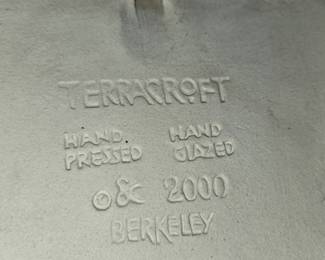 TERRACROFT
HAND HAND
PRESSED GLAZED
© & 2000
BERKELEY